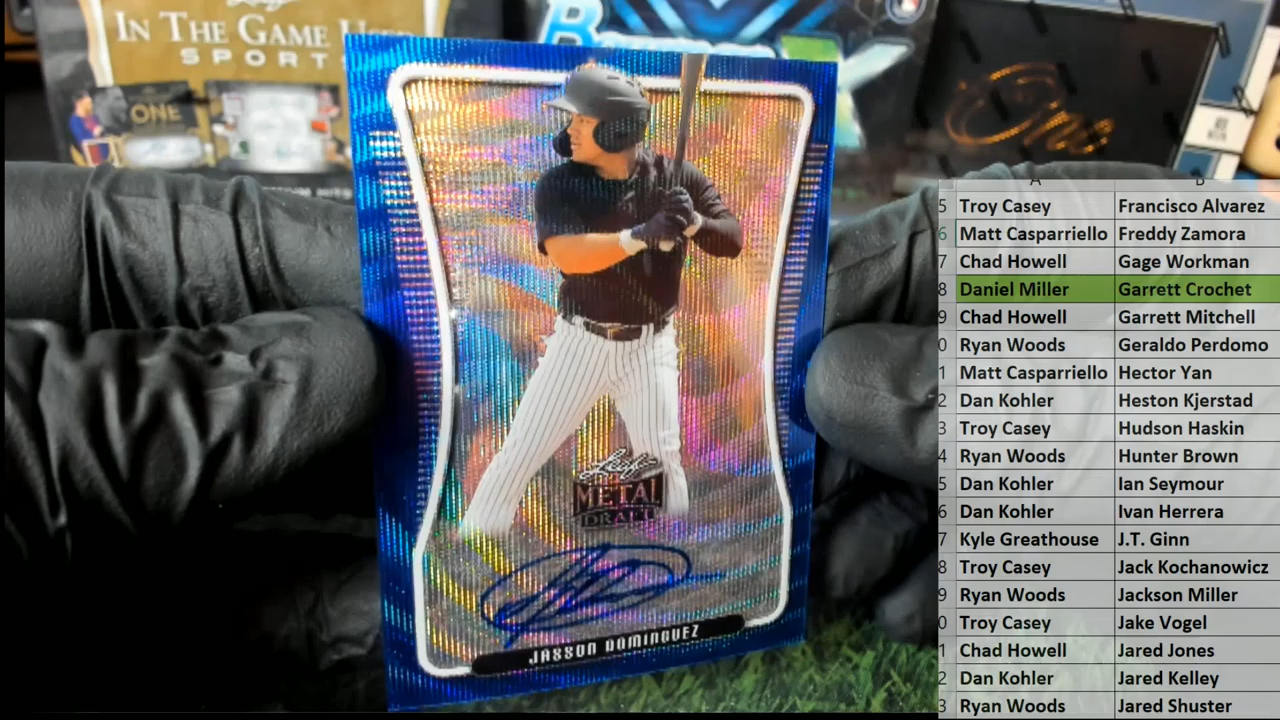 Leaf
IN THE GAME USED
SPORTS
ONE
One
Leaf
METAL
DRAFT
JASSON DOMINGUEZ
A B
5 Troy Casey Francisco Alvarez
6 Matt Casparriello Freddy Zamora
7 Chad Howell Gage Workman
8 Daniel Miller Garrett Crochet
9 Chad Howell Garrett Mitchell
0 Ryan Woods Geraldo Perdomo
1 Matt Casparriello Hector Yan
2 Dan Kohler Heston Kjerstad
3 Troy Casey Hudson Haskin
4 Ryan Woods Hunter Brown
5 Dan Kohler Ian Seymour
6 Dan Kohler Ivan Herrera
7 Kyle Greathouse J.T. Ginn
8 Troy Casey Jack Kochanowicz
9 Ryan Woods Jackson Miller
0 Troy Casey Jake Vogel
1 Chad Howell Jared Jones
2 Dan Kohler Jared Kelley
3 Ryan Woods Jared Shuster